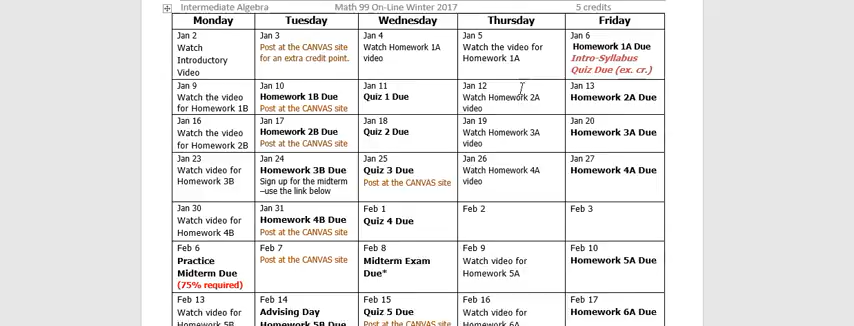 Intermediate Algebra Math 99 On-Line Winter 2017 5 credits
Monday Tuesday Wednesday Thursday Friday
Jan 2
Watch
Introductory
Video
Jan 3
Post at the CANVAS site
for an extra credit point.
Jan 4
Watch Homework 1A
video
Jan 5
Watch the video for
Homework 1A
Jan 6
Homework 1A Due
Intro-Syllabus
Quiz Due (ex. cr.)
Jan 9
Watch the video
for Homework 1B
Jan 10
Homework 1B Due
Post at the CANVAS site
Jan 11
Quiz 1 Due
Jan 12
Watch Homework 2A
video
Jan 13
Homework 2A Due
Jan 16
Watch the video
for Homework 2B
Jan 17
Homework 2B Due
Post at the CANVAS site
Jan 18
Quiz 2 Due
Jan 19
Watch Homework 3A
video
Jan 20
Homework 3A Due
Jan 23
Watch video for
Homework 3B
Jan 24
Homework 3B Due
Sign up for the midterm
–use the link below
Jan 25
Quiz 3 Due
Post at the CANVAS site
Jan 26
Watch Homework 4A
video
Jan 27
Homework 4A Due
Jan 30
Watch video for
Homework 4B
Jan 31
Homework 4B Due
Post at the CANVAS site
Feb 1
Quiz 4 Due
Feb 2
Feb 3
Feb 6
Practice
Midterm Due
(75% required)
Feb 7
Post at the CANVAS site
Feb 8
Midterm Exam
Due*
Feb 9
Watch video for
Homework 5A
Feb 10
Homework 5A Due
Feb 13
Watch video for
Homework 5B
Feb 14
Advising Day
Homework 5B Due
Feb 15
Quiz 5 Due
Post at the CANVAS site
Feb 16
Watch video for
Homework 6A
Feb 17
Homework 6A Due